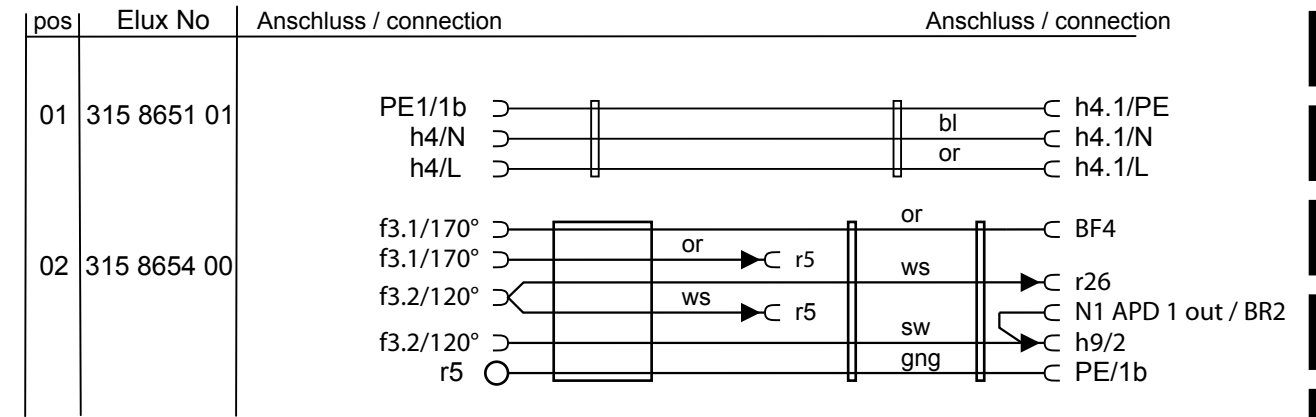 pos Elux No Anschluss / connection Anschluss / connection
01 315 8651 01 PE1/1b h4.1/PE
h4/N bl h4.1/N
h4/L or h4.1/L
f3.1/170° or BF4
02 315 8654 00 f3.1/170° or r5
f3.2/120° ws r26
ws r5 N1 APD 1 out / BR2
f3.2/120° sw h9/2
r5 gng PE/1b